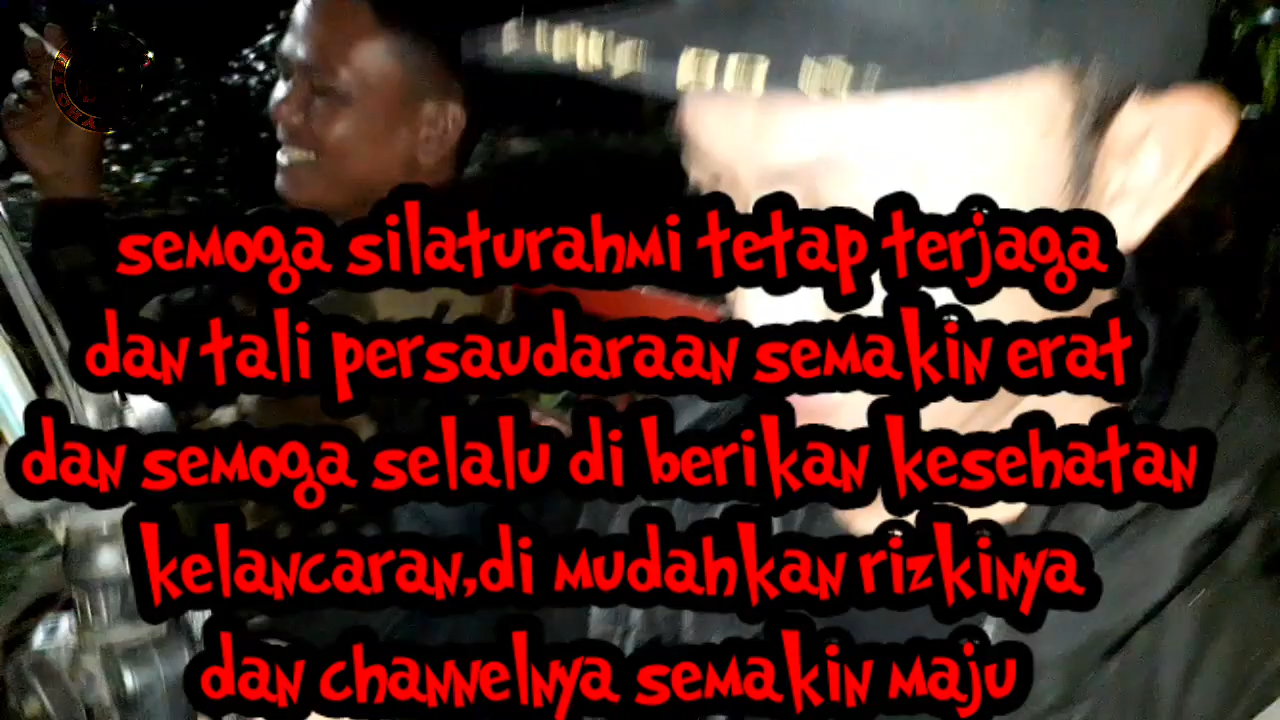 semoga silaturahmi tetap terjaga
dan tali persaudaraan semakin erat
dan semoga selalu di berikan kesehatan
kelancaran,di mudahkan rizkinya
dan channelnya semakin maju